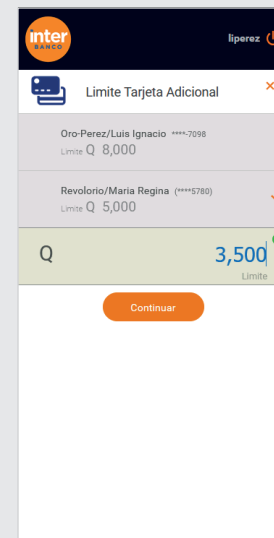 inter
BANCO
liperez
Limite Tarjeta Adicional
Oro-Perez/Luis Ignacio ****-7098
Limite Q 8,000
Revolorio/Maria Regina (****5780)
Limite Q 5,000
Q 3,500
Limite
Continuar